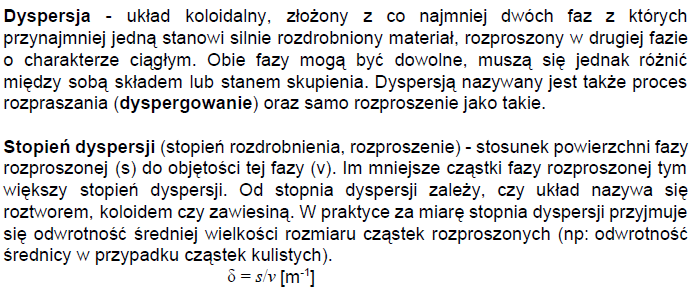 Dyspersja - układ koloidalny, złożony z co najmniej dwóch faz z których
przynajmniej jedną stanowi silnie rozdrobniony materiał, rozproszony w drugiej fazie
o charakterze ciągłym. Obie fazy mogą być dowolne, muszą się jednak różnić
między sobą składem lub stanem skupienia. Dyspersją nazywany jest także proces
rozpraszania (dyspergowanie) oraz samo rozproszenie jako takie.
Stopień dyspersji (stopień rozdrobnienia, rozproszenie) - stosunek powierzchni fazy
rozproszonej (s) do objętości tej fazy (v). Im mniejsze cząstki fazy rozproszonej tym
większy stopień dyspersji. Od stopnia dyspersji zależy, czy układ nazywa się
roztworem, koloidem czy zawiesiną. W praktyce za miarę stopnia dyspersji przyjmuje
się odwrotność średniej wielkości rozmiaru cząstek rozproszonych (np: odwrotność
średnicy w przypadku cząstek kulistych).
δ = s/v [m⁻¹]